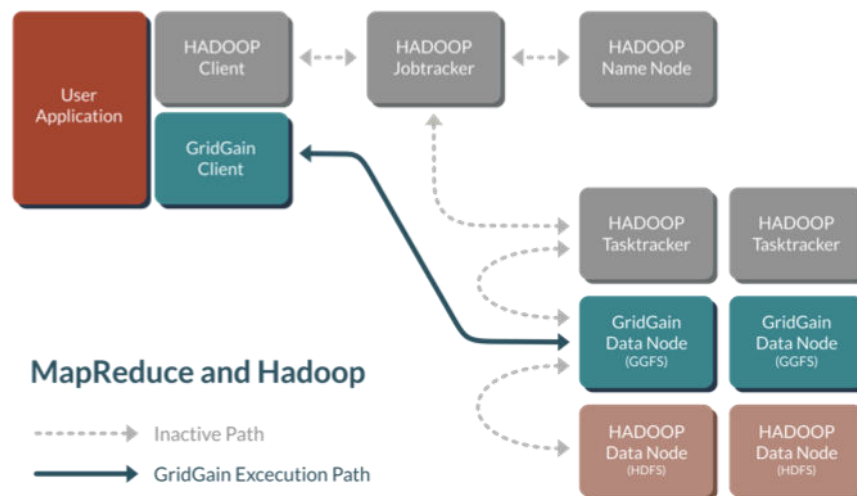 User
Application
HADOOP
Client
HADOOP
Jobtracker
HADOOP
Name Node
GridGain
Client
HADOOP
Tasktracker
HADOOP
Tasktracker
GridGain
Data Node
(GGFS)
GridGain
Data Node
(GGFS)
HADOOP
Data Node
(HDFS)
HADOOP
Data Node
(HDFS)
MapReduce and Hadoop
Inactive Path
GridGain Excecution Path